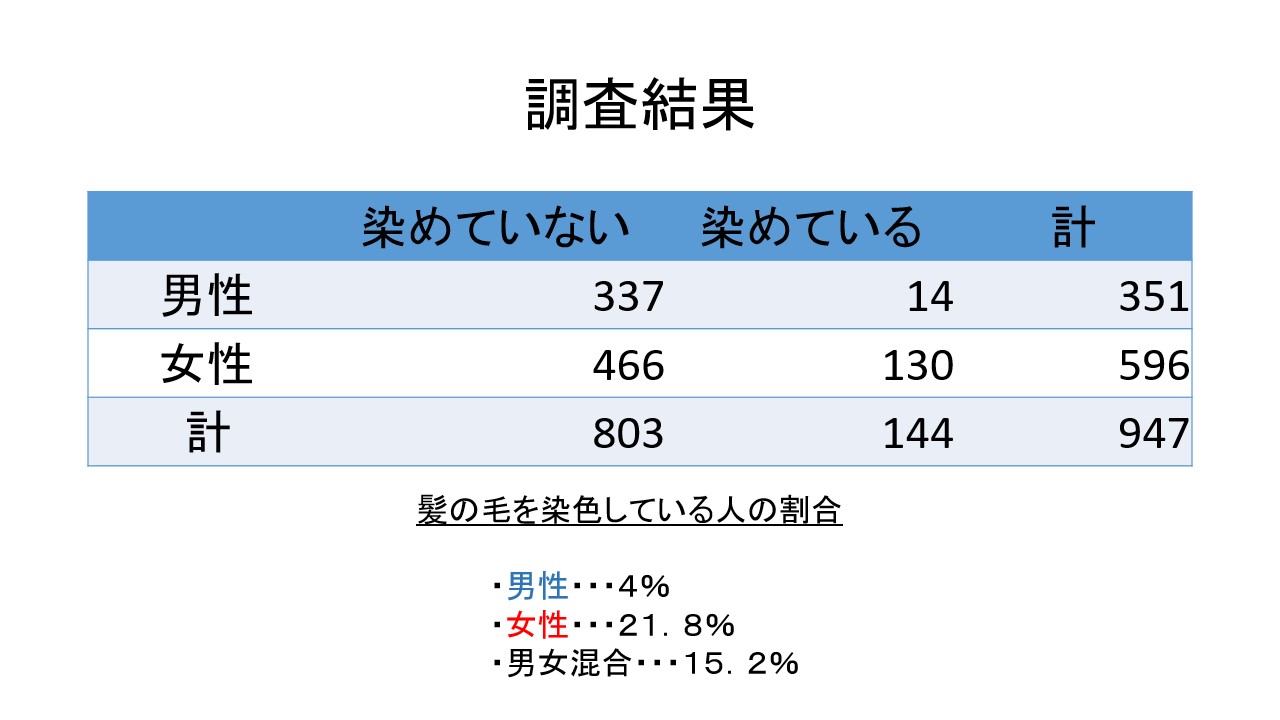 調査結果
染めていない 染めている 計
男性 337 14 351
女性 466 130 596
計 803 144 947
髪の毛を染色している人の割合
・男性・・・4%
・女性・・・21．8%
・男女混合・・・15．2%